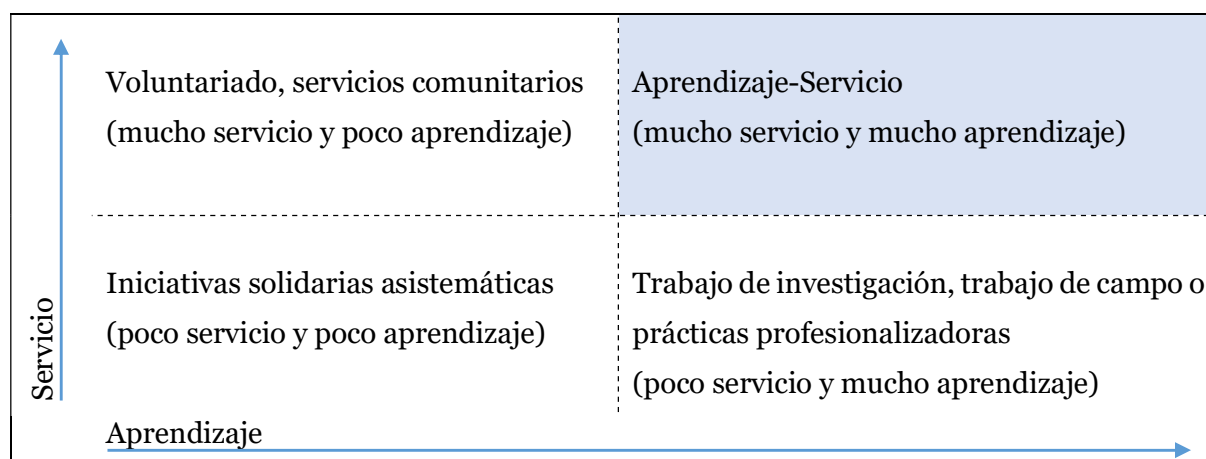 Voluntariado, servicios comunitarios
(mucho servicio y poco aprendizaje)
Aprendizaje-Servicio
(mucho servicio y mucho aprendizaje)
Iniciativas solidarias asistemáticas
(poco servicio y poco aprendizaje)
Trabajo de investigación, trabajo de campo o
prácticas profesionalizadoras
(poco servicio y mucho aprendizaje)
Servicio
Aprendizaje